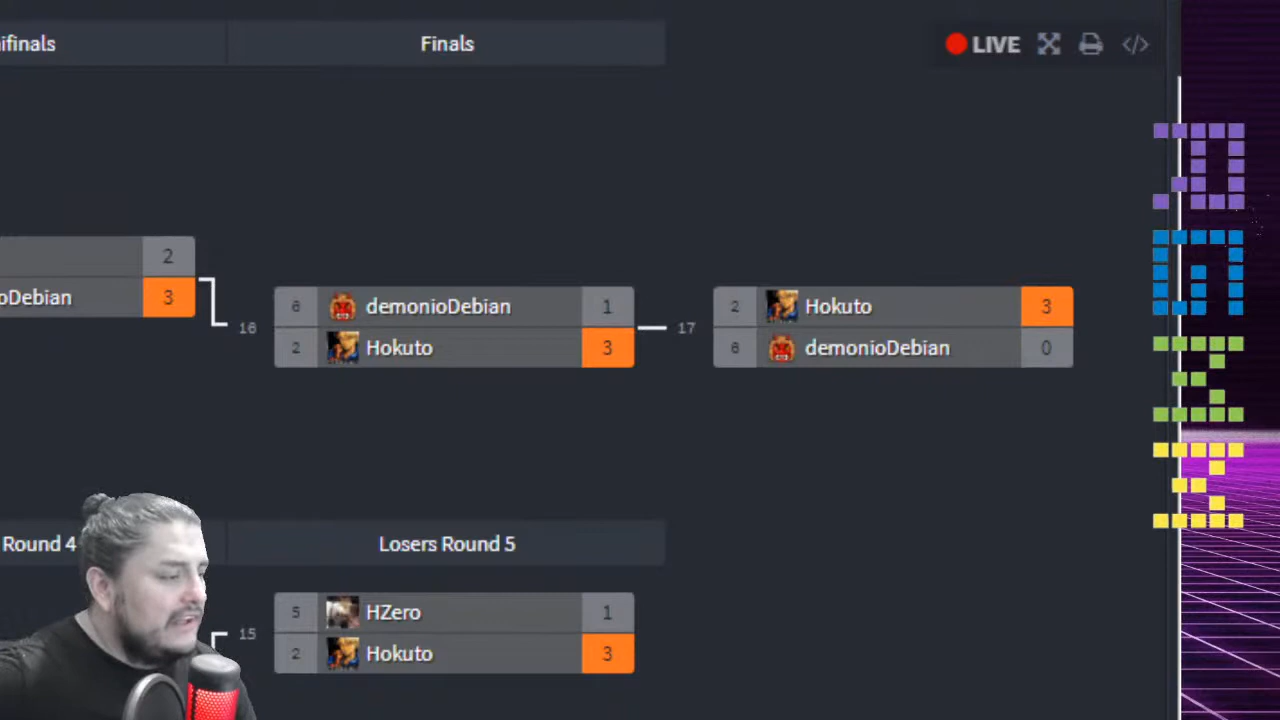 ifinals
Finals
LIVE
2
oDebian 3
16
6 demonioDebian 1
2 Hokuto 3
17
2 Hokuto 3
6 demonioDebian 0
Round 4
Losers Round 5
15
5 HZero 1
2 Hokuto 3